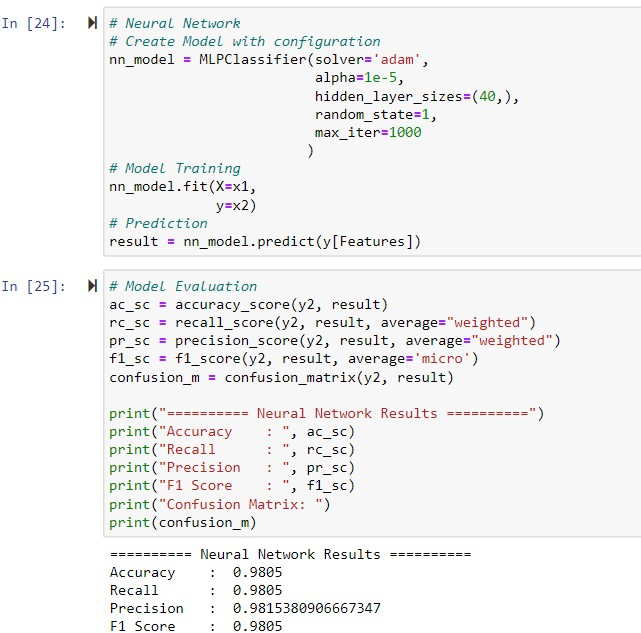 In [24]:
# Neural Network
# Create Model with configuration
nn_model = MLPClassifier(solver='adam',
alpha=1e-5,
hidden_layer_sizes=(40,),
random_state=1,
max_iter=1000
)
# Model Training
nn_model.fit(X=x1,
y=x2)
# Prediction
result = nn_model.predict(y[Features])
In [25]:
# Model Evaluation
ac_sc = accuracy_score(y2, result)
rc_sc = recall_score(y2, result, average="weighted")
pr_sc = precision_score(y2, result, average="weighted")
f1_sc = f1_score(y2, result, average='micro')
confusion_m = confusion_matrix(y2, result)
print("========== Neural Network Results ==========")
print("Accuracy    : ", ac_sc)
print("Recall      : ", rc_sc)
print("Precision   : ", pr_sc)
print("F1 Score    : ", f1_sc)
print("Confusion Matrix: ")
print(confusion_m)
========== Neural Network Results ==========
Accuracy    :  0.9805
Recall      :  0.9805
Precision   :  0.9815380906667347
F1 Score    :  0.9805